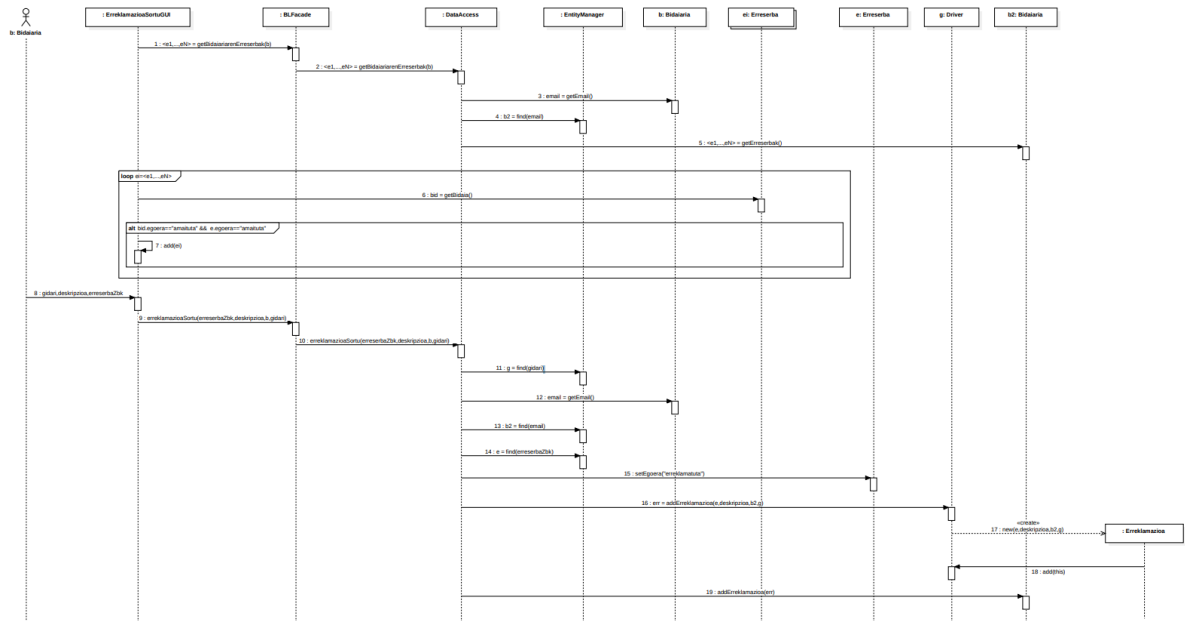 : ErreklamazioaSortuGUI
: BLFacade
: DataAccess
: EntityManager
b: Bidaiaria
ei: Erreserba
e: Erreserba
g: Driver
b2: Bidaiaria
b: Bidaiaria
1 : <e1,...,eN> = getBidaiariarenErreserbak(b)
2 : <e1,...,eN> = getBidaiariarenErreserbak(b)
3 : email = getEmail()
4 : b2 = find(email)
5 : <e1,...,eN> = getErreserbak()
loop ei=<e1,...,eN>
6 : bid = getBidaia()
alt bid.egoera=="amaituta" && e.egoera=="amaituta"
7 : add(ei)
8 : gidari,deskripzioa,erreserbaZbk
9 : erreklamazioaSortu(erreserbaZbk,deskripzioa,b,gidari)
10 : erreklamazioaSortu(erreserbaZbk,deskripzioa,b,gidari)
11 : g = find(gidari)
12 : email = getEmail()
13 : b2 = find(email)
14 : e = find(erreserbaZbk)
15 : setEgoera("erreklamatuta")
16 : err = addErreklamazioa(e,deskripzioa,b2,g)
«create»
17 : new(e,deskripzioa,b2,g)
: Erreklamazioa
18 : add(this)
19 : addErreklamazioa(err)